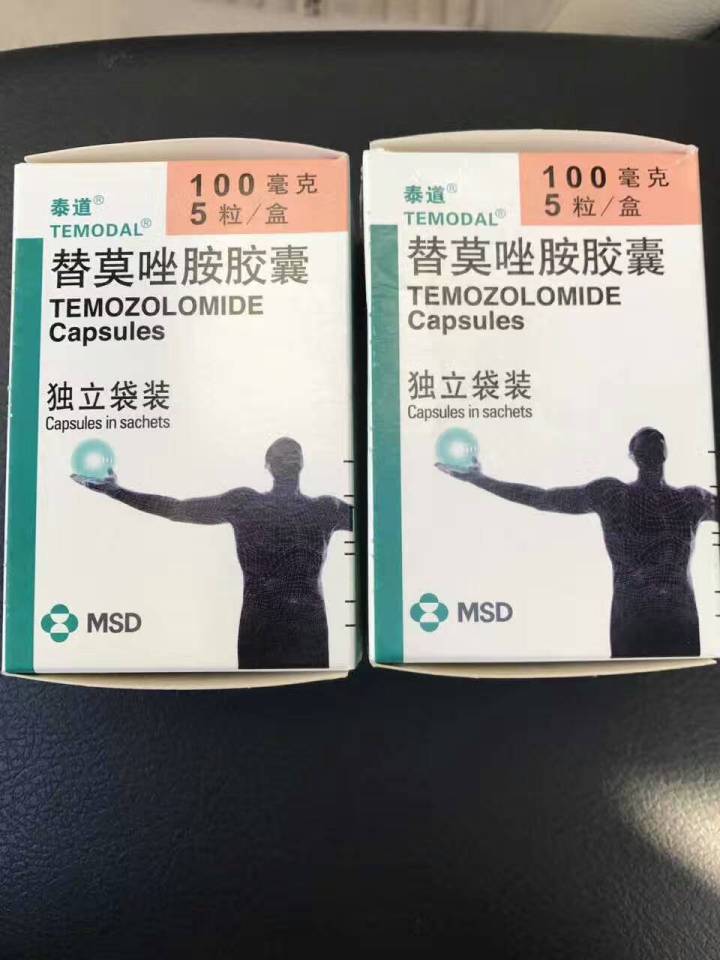 泰道®
TEMODAL®
100 毫克
5 粒/盒
替莫唑胺胶囊
TEMOZOLOMIDE
Capsules
独立袋装
Capsules in sachets
MSD
泰道®
TEMODAL®
100 毫克
5 粒/盒
替莫唑胺胶囊
TEMOZOLOMIDE
Capsules
独立袋装
Capsules in sachets
MSD